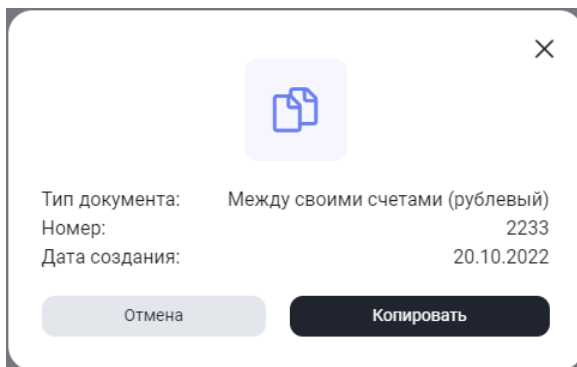 Тип документа: Между своими счетами (рублевый)
Номер: 2233
Дата создания: 20.10.2022
Отмена Копировать